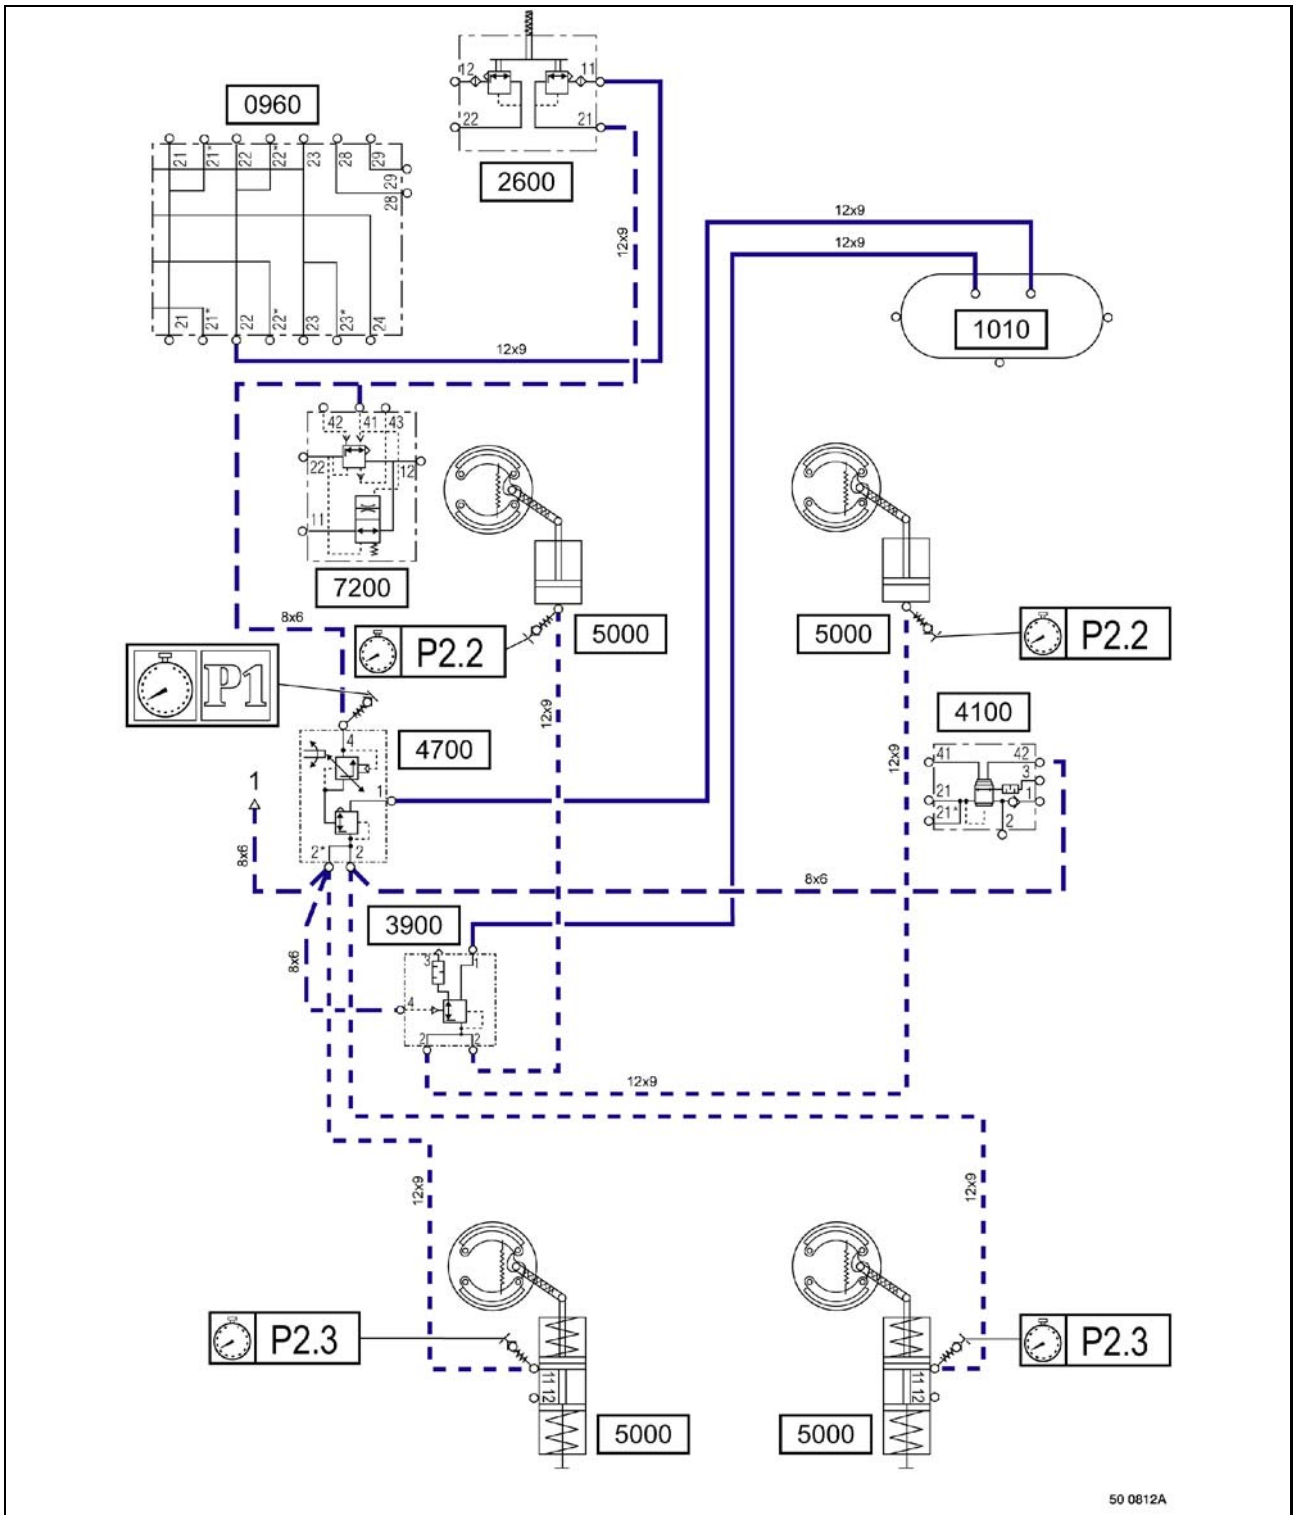 0960
21 21* 22 22* 23 28 29
29
28
21 21* 22 22* 23 23* 24
12 11
22 21
2600
12x9
12x9
12x9
12x9
1010
42 41 43
22 12
11
7200
8x6
P2.2
5000
5000
P2.2
P1
12x9
12x9
4700
4
1
2* 2
1
8x6
4100
41 42
3
21 1
21*
2
8x6
3900
8x6
3 1
4
2 2
12x9
12x9
12x9
P2.3
11
12
5000
5000
11
12
P2.3
50 0812A